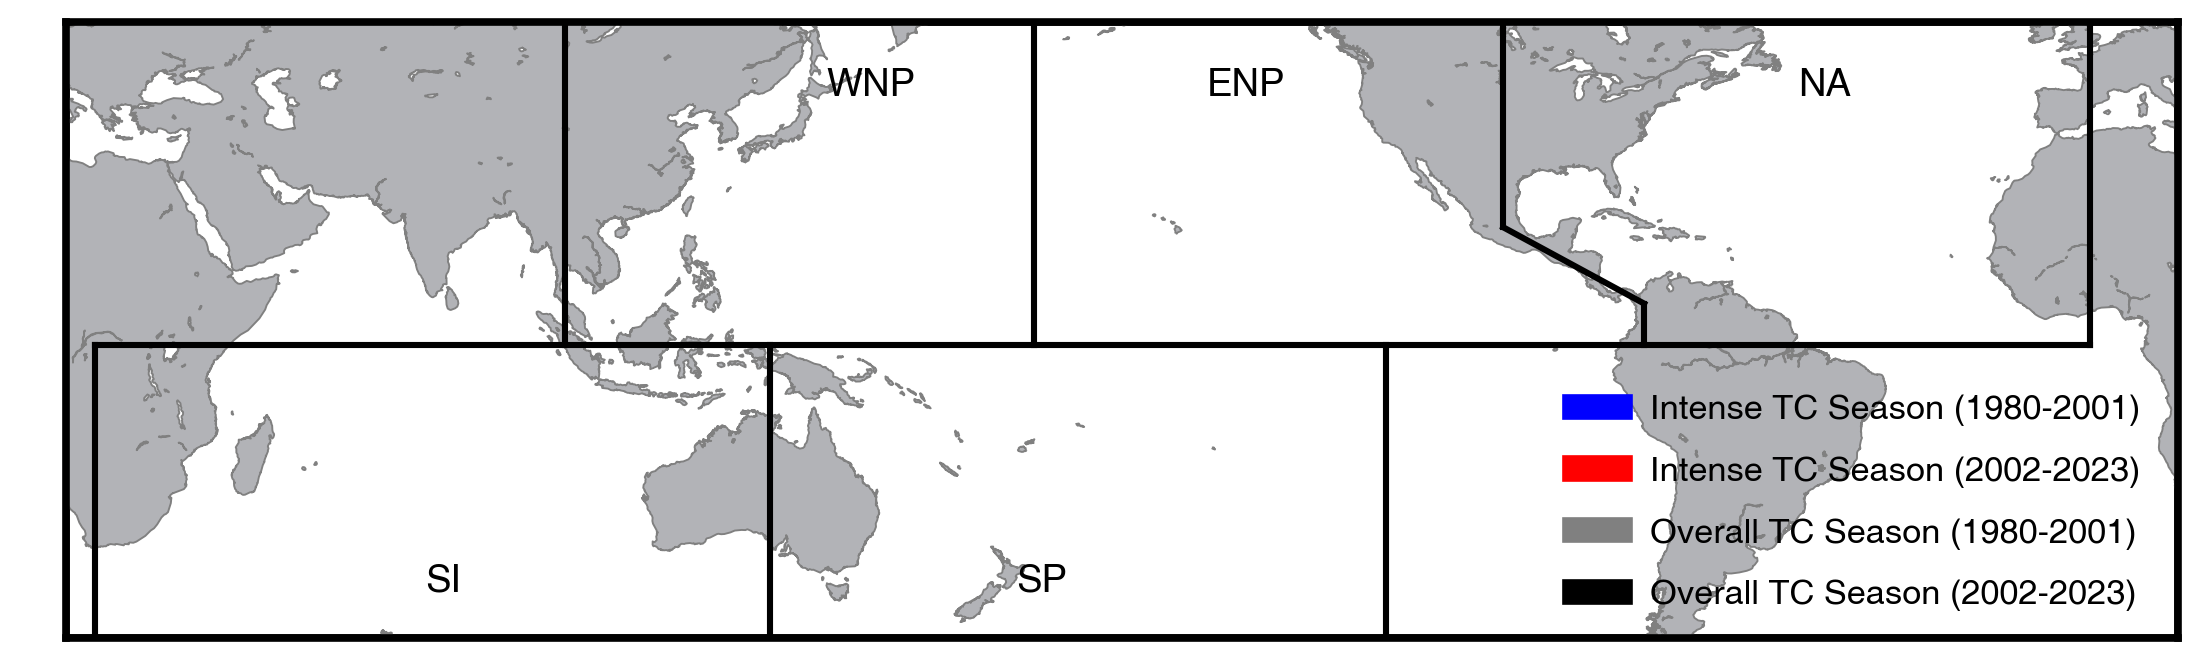 WNP
ENP
NA
Intense TC Season (1980-2001)
Intense TC Season (2002-2023)
Overall TC Season (1980-2001)
SI
SP
Overall TC Season (2002-2023)